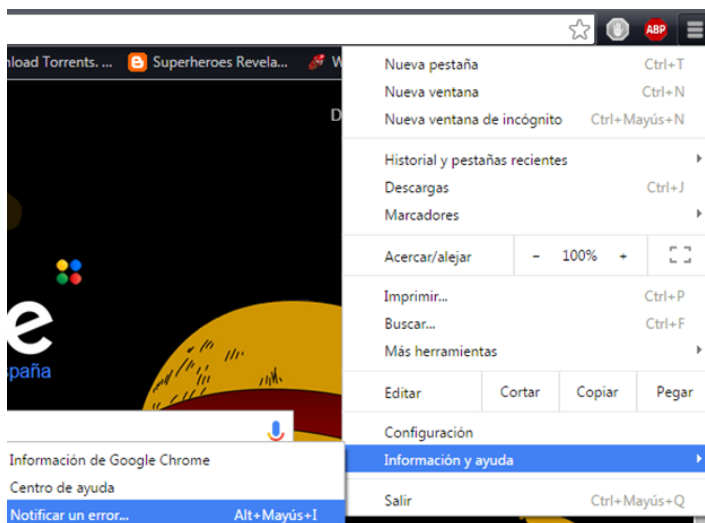 nload Torrents. ... Superheroes Revela... W
D
e
spaña
Nueva pestaña Ctrl+T
Nueva ventana Ctrl+N
Nueva ventana de incógnito Ctrl+Mayús+N
Historial y pestañas recientes
Descargas Ctrl+J
Marcadores
Acercar/alejar - 100% +
Imprimir... Ctrl+P
Buscar... Ctrl+F
Más herramientas
Editar Cortar Copiar Pegar
Configuración
Información y ayuda
Salir Ctrl+Mayús+Q
Información de Google Chrome
Centro de ayuda
Notificar un error... Alt+Mayús+I
ABP